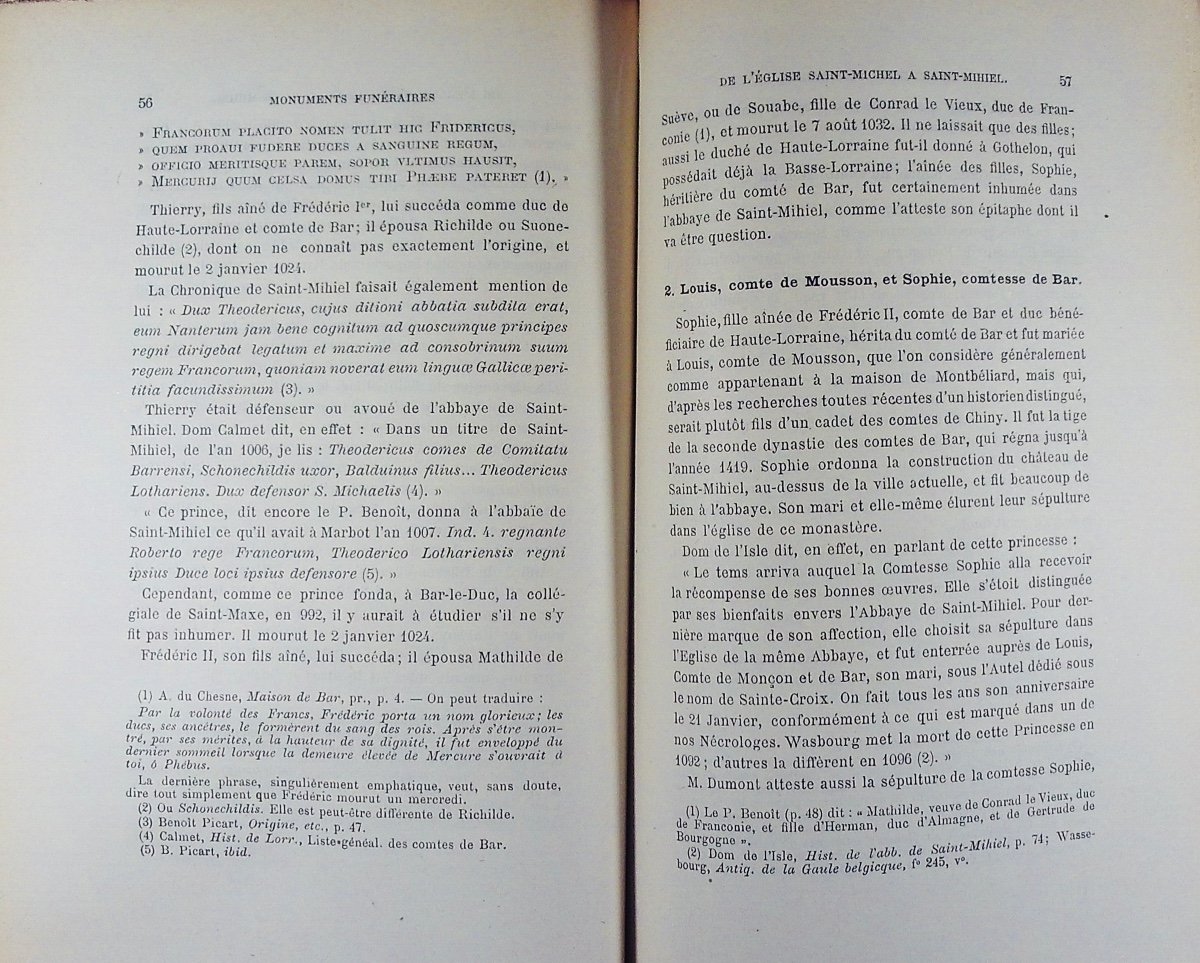 56 MONUMENTS FUNÉRAIRES
» FRANCORUM PLACITO NOMEN TULIT HIC FRIDERICUS,
» QUEM PROAUI FUDERE DUCES A SANGUINE REGUM,
» OFFICIO MERITISQUE PAREM, SOPOR VLTIMUS HAUSIT,
» MERCURIJ QUUM CELSA DOMUS TIBI PHÆBE PATERET (1). »
Thierry, fils aîné de Frédéric Ier, lui succéda comme duc de
Haute-Lorraine et comte de Bar; il épousa Richilde ou Suone-
childe (2), dont on ne connaît pas exactement l'origine, et
mourut le 2 janvier 1024.
La Chronique de Saint-Mihiel faisait également mention de
lui : « Dux Theodericus, cujus ditioni abbatia subdita erat,
eum Nanterum jam bene cognitum ad quoscumque principes
regni dirigebat legatum et maxime ad consobrinum suum
regem Francorum, quoniam noverat eum linguæ Gallicæ peri-
titia facundissimum (3). »
Thierry était défenseur ou avoué de l'abbaye de Saint-
Mihiel. Dom Calmet dit, en effet : « Dans un titre de Saint-
Mihiel, de l'an 1006, je lis : Theodericus comes de Comitatu
Barrensi, Schonechildis uxor, Balduinus filius... Theodericus
Lothariens. Dux defensor S. Michaelis (4). »
« Ce prince, dit encore le P. Benoît, donna à l'abbaïe de
Saint-Mihiel ce qu'il avait à Marbot l'an 1007. Ind. 4. regnante
Roberto rege Francorum, Theoderico Lothariensis regni
ipsius Duce loci ipsius defensore (5). »
Cependant, comme ce prince fonda, à Bar-le-Duc, la collé-
giale de Saint-Maxe, en 992, il y aurait à étudier s'il ne s'y
fit pas inhumer. Il mourut le 2 janvier 1024.
Frédéric II, son fils aîné, lui succéda; il épousa Mathilde de
(1) A. du Chesne, Maison de Bar, pr., p. 4. — On peut traduire :
Par la volonté des Francs, Frédéric porta un nom glorieux; les
ducs, ses ancêtres, le formèrent du sang des rois. Après s'être mon-
tré, par ses mérites, à la hauteur de sa dignité, il fut enveloppé du
dernier sommeil lorsque la demeure élevée de Mercure s'ouvrait à
toi, ô Phébus.
La dernière phrase, singulièrement emphatique, veut, sans doute,
dire tout simplement que Frédéric mourut un mercredi.
(2) Ou Schonechildis. Elle est peut-être différente de Richilde.
(3) Benoît Picart, Origine, etc., p. 47.
(4) Calmet, Hist. de Lorr., Liste généal. des comtes de Bar.
(5) B. Picart, ibid.
DE L'ÉGLISE SAINT-MICHEL A SAINT-MIHIEL. 57
Suève, ou de Souabe, fille de Conrad le Vieux, duc de Fran-
conie (1), et mourut le 7 août 1032. Il ne laissait que des filles;
aussi le duché de Haute-Lorraine fut-il donné à Gothelon, qui
possédait déjà la Basse-Lorraine; l'aînée des filles, Sophie,
héritière du comté de Bar, fut certainement inhumée dans
l'abbaye de Saint-Mihiel, comme l'atteste son épitaphe dont il
va être question.
2. Louis, comte de Mousson, et Sophie, comtesse de Bar.
Sophie, fille aînée de Frédéric II, comte de Bar et duc béné-
ficiaire de Haute-Lorraine, hérita du comté de Bar et fut mariée
à Louis, comte de Mousson, que l'on considère généralement
comme appartenant à la maison de Montbéliard, mais qui,
d'après les recherches toutes récentes d'un historien distingué,
serait plutôt fils d'un cadet des comtes de Chiny. Il fut la tige
de la seconde dynastie des comtes de Bar, qui régna jusqu'à
l'année 1419. Sophie ordonna la construction du château de
Saint-Mihiel, au-dessus de la ville actuelle, et fit beaucoup de
bien à l'abbaye. Son mari et elle-même élurent leur sépulture
dans l'église de ce monastère.
Dom de l'Isle dit, en effet, en parlant de cette princesse :
« Le tems arriva auquel la Comtesse Sophie alla recevoir
la récompense de ses bonnes œuvres. Elle s'étoit distinguée
par ses bienfaits envers l'Abbaye de Saint-Mihiel. Pour der-
nière marque de son affection, elle choisit sa sépulture dans
l'Eglise de la même Abbaye, et fut enterrée auprès de Louis,
Comte de Monçon et de Bar, son mari, sous l'Autel dédié sous
le nom de Sainte-Croix. On fait tous les ans son anniversaire
le 21 Janvier, conformément à ce qui est marqué dans un de
nos Nécrologes. Wasbourg met la mort de cette Princesse en
1092; d'autres la diffèrent en 1096 (2). »
M. Dumont atteste aussi la sépulture de la comtesse Sophie,
(1) Le P. Benoît (p. 48) dit : « Mathilde, veuve de Conrad le Vieux, duc
de Franconie, et fille d'Herman, duc d'Almagne, et de Gertrude de
Bourgogne ».
(2) Dom de l'Isle, Hist. de l'abb. de Saint-Mihiel, p. 74; Wasse-
bourg, Antiq. de la Gaule belgicque, fº 245, vº.